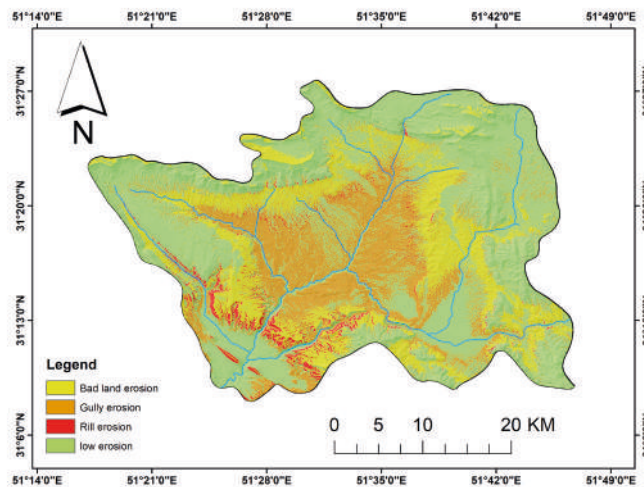 51°14'0"E 51°21'0"E 51°28'0"E 51°35'0"E 51°42'0"E 51°49'0"E
N
31°27'0"N
31°20'0"N
31°13'0"N
31°6'0"N
Legend
Bad land erosion
Gully erosion
Rill erosion
low erosion
0 5 10 20 KM
51°14'0"E 51°21'0"E 51°28'0"E 51°35'0"E 51°42'0"E 51°49'0"E